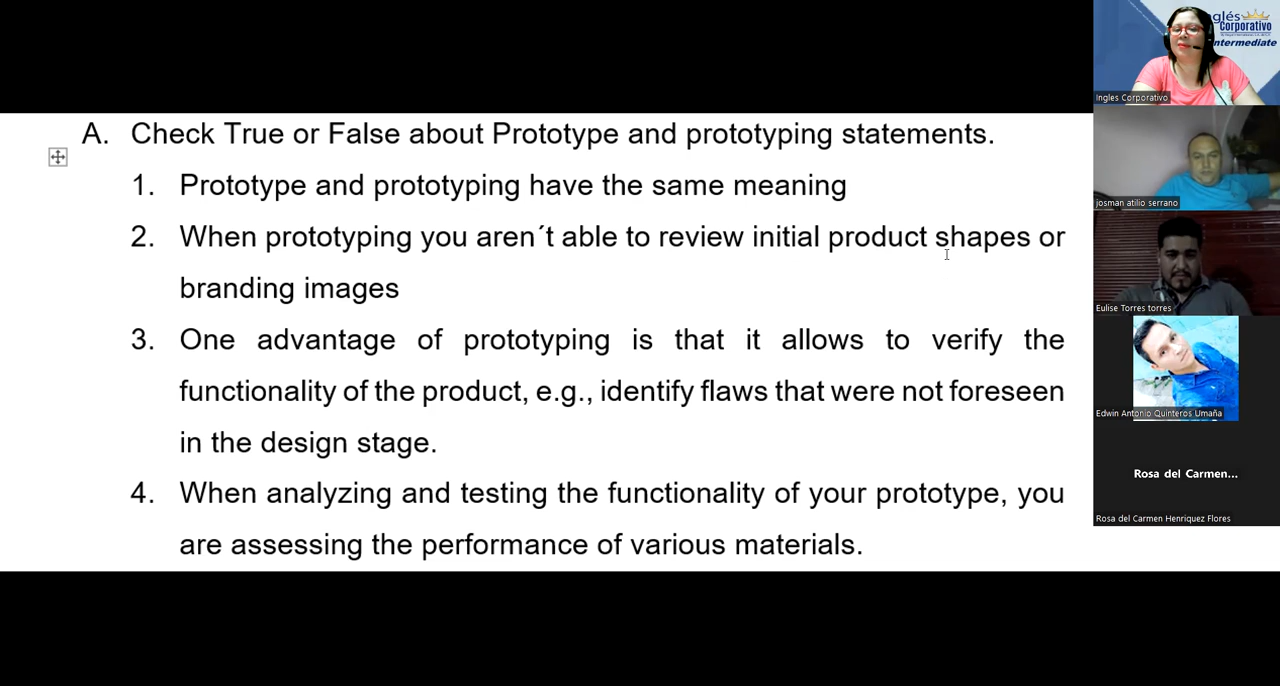 A. Check True or False about Prototype and prototyping statements.
1. Prototype and prototyping have the same meaning
2. When prototyping you aren´t able to review initial product shapes or
branding images
3. One advantage of prototyping is that it allows to verify the
functionality of the product, e.g., identify flaws that were not foreseen
in the design stage.
4. When analyzing and testing the functionality of your prototype, you
are assessing the performance of various materials.
nglés
Corporativo
ntermediate
Ingles Corporativo
josman atilio serrano
Eulise Torres torres
Edwin Antonio Quinteros Umaña
Rosa del Carmen...
Rosa del Carmen Henriquez Flores